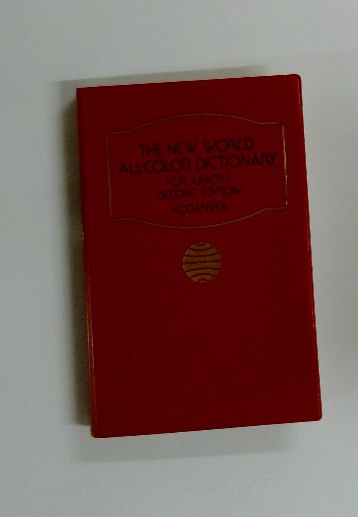 THE NEW WORLD
ALL-COLOR DICTIONARY
FOR JUNIORS
-SECOND EDITION-
KODANSHA